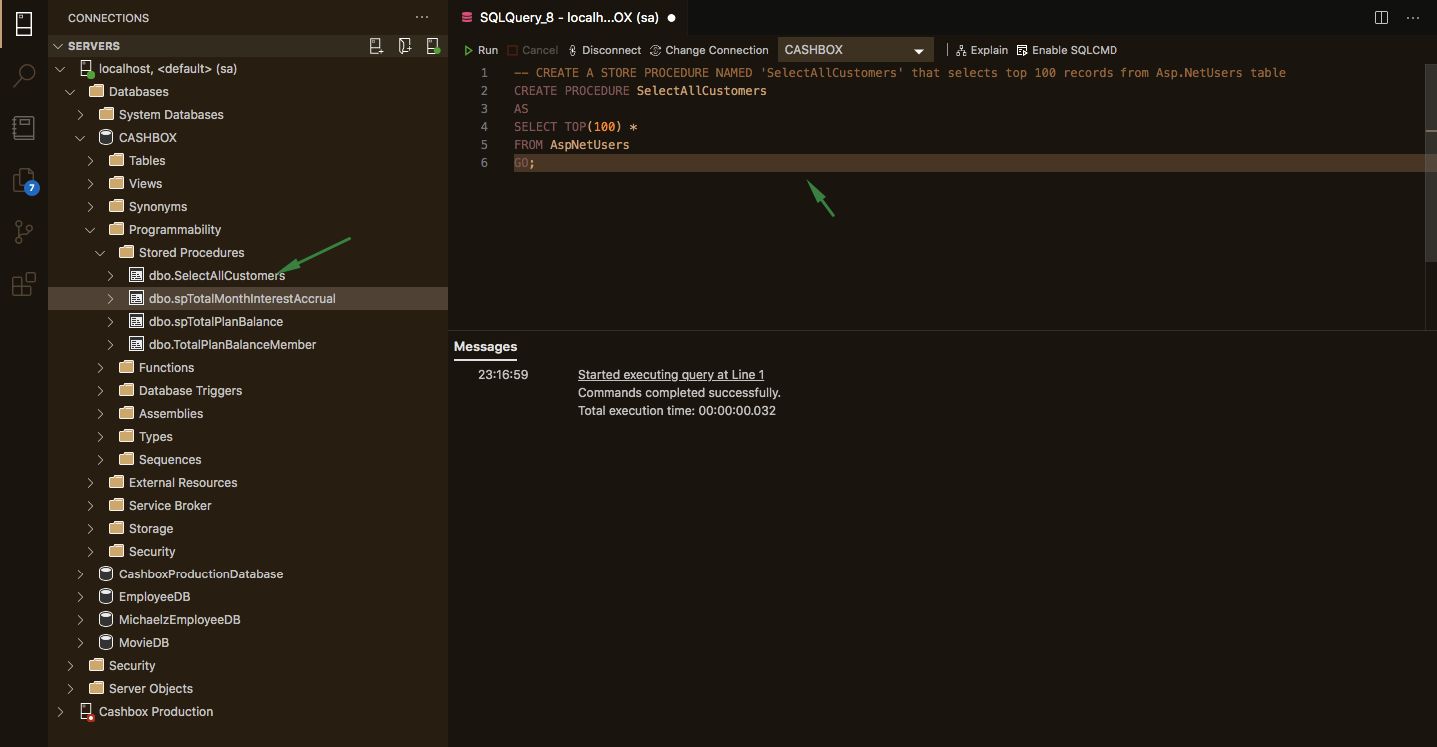 CONNECTIONS
SERVERS
localhost, <default> (sa)
Databases
System Databases
CASHBOX
Tables
Views
Synonyms
Programmability
Stored Procedures
dbo.SelectAllCustomers
dbo.spTotalMonthInterestAccrual
dbo.spTotalPlanBalance
dbo.TotalPlanBalanceMember
Functions
Database Triggers
Assemblies
Types
Sequences
External Resources
Service Broker
Storage
Security
CashboxProductionDatabase
EmployeeDB
MichaelzEmployeeDB
MovieDB
Security
Server Objects
Cashbox Production
7
SQLQuery_8 - localh...OX (sa)
Run Cancel Disconnect Change Connection CASHBOX Explain Enable SQLCMD
1 -- CREATE A STORE PROCEDURE NAMED 'SelectAllCustomers' that selects top 100 records from Asp.NetUsers table
2 CREATE PROCEDURE SelectAllCustomers
3 AS
4 SELECT TOP(100) *
5 FROM AspNetUsers
6 GO;
Messages
23:16:59 Started executing query at Line 1
Commands completed successfully.
Total execution time: 00:00:00.032